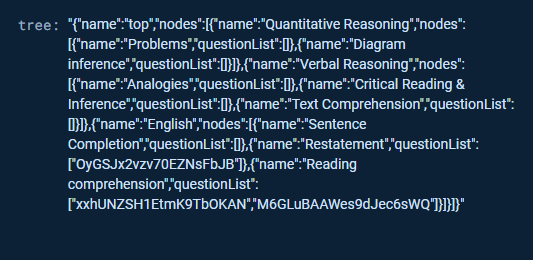 tree: "{"name":"top","nodes":[{"name":"Quantitative Reasoning","nodes":
[{"name":"Problems","questionList":[]},{"name":"Diagram
inference","questionList":[]}]},{"name":"Verbal Reasoning","nodes":
[{"name":"Analogies","questionList":[]},{"name":"Critical Reading &
Inference","questionList":[]},{"name":"Text Comprehension","questionList":
[]}]},{"name":"English","nodes":[{"name":"Sentence
Completion","questionList":[]},{"name":"Restatement","questionList":
["OyGSJx2vzv70EZNsFbJB"]},{"name":"Reading
comprehension","questionList":
["xxhUNZSH1EtmK9TbOKAN","M6GLuBAAWes9dJec6sWQ"]}]}]}"